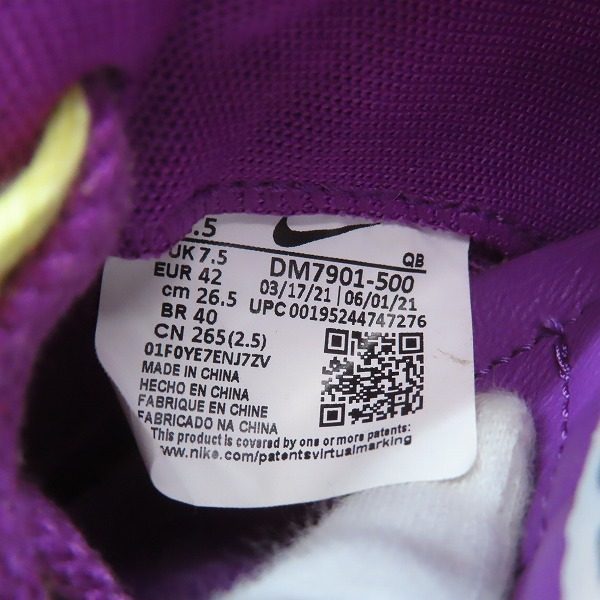 .5
UK 7.5
EUR 42
cm 26.5
BR 40
CN 265(2.5)
01F0YE7ENJ7ZV
MADE IN CHINA
HECHO EN CHINA
FABRIQUE EN CHINE
FABRICADO NA CHINA
QB
DM7901-500
03/17/21 | 06/01/21
UPC 00195244747276
This product is covered by one or more patents:
www.nike.com/patentsvirtualmarking